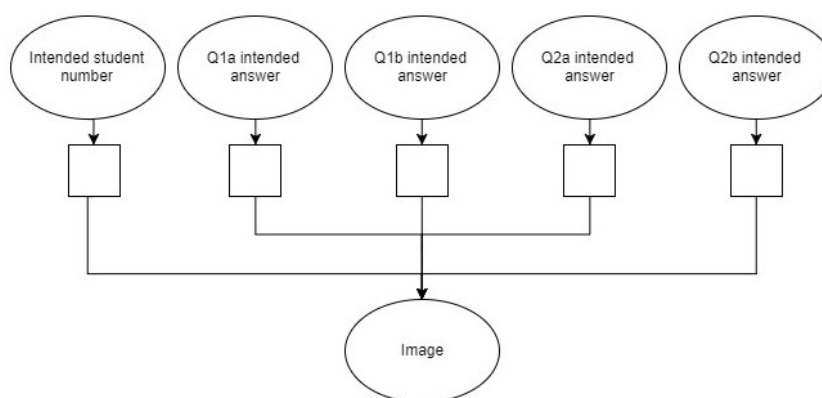 Intended student
number
Q1a intended
answer
Q1b intended
answer
Q2a intended
answer
Q2b intended
answer
Image